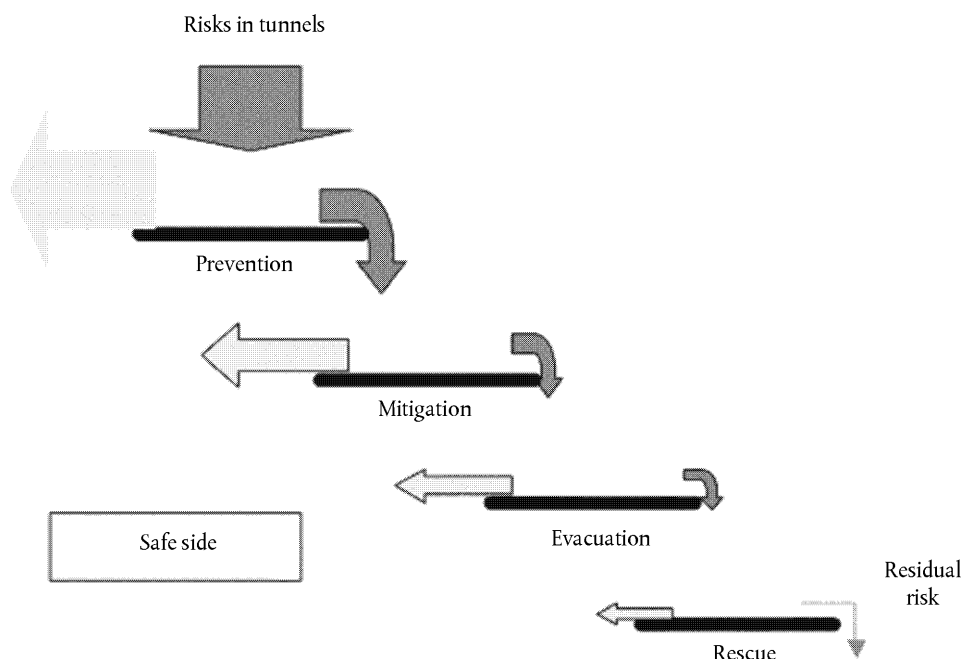 Risks in tunnels
Prevention
Mitigation
Evacuation
Safe side
Residual
risk
Rescue